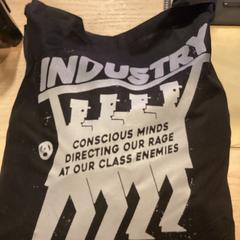 INDUSTRY
CONSCIOUS MINDS
DIRECTING OUR RAGE
AT OUR CLASS ENEMIES